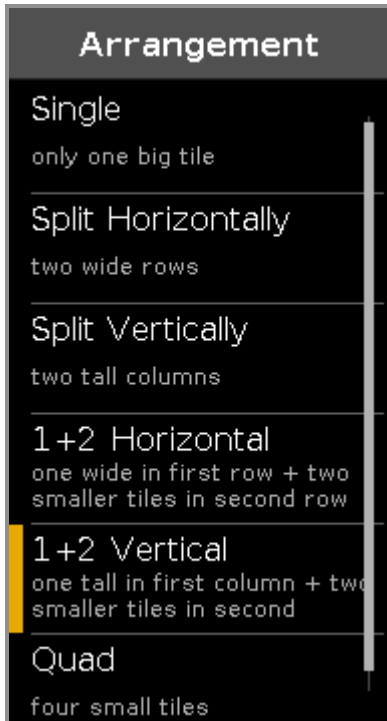 Arrangement
Single
only one big tile
Split Horizontally
two wide rows
Split Vertically
two tall columns
1+2 Horizontal
one wide in first row + two
smaller tiles in second row
1+2 Vertical
one tall in first column + two
smaller tiles in second
Quad
four small tiles